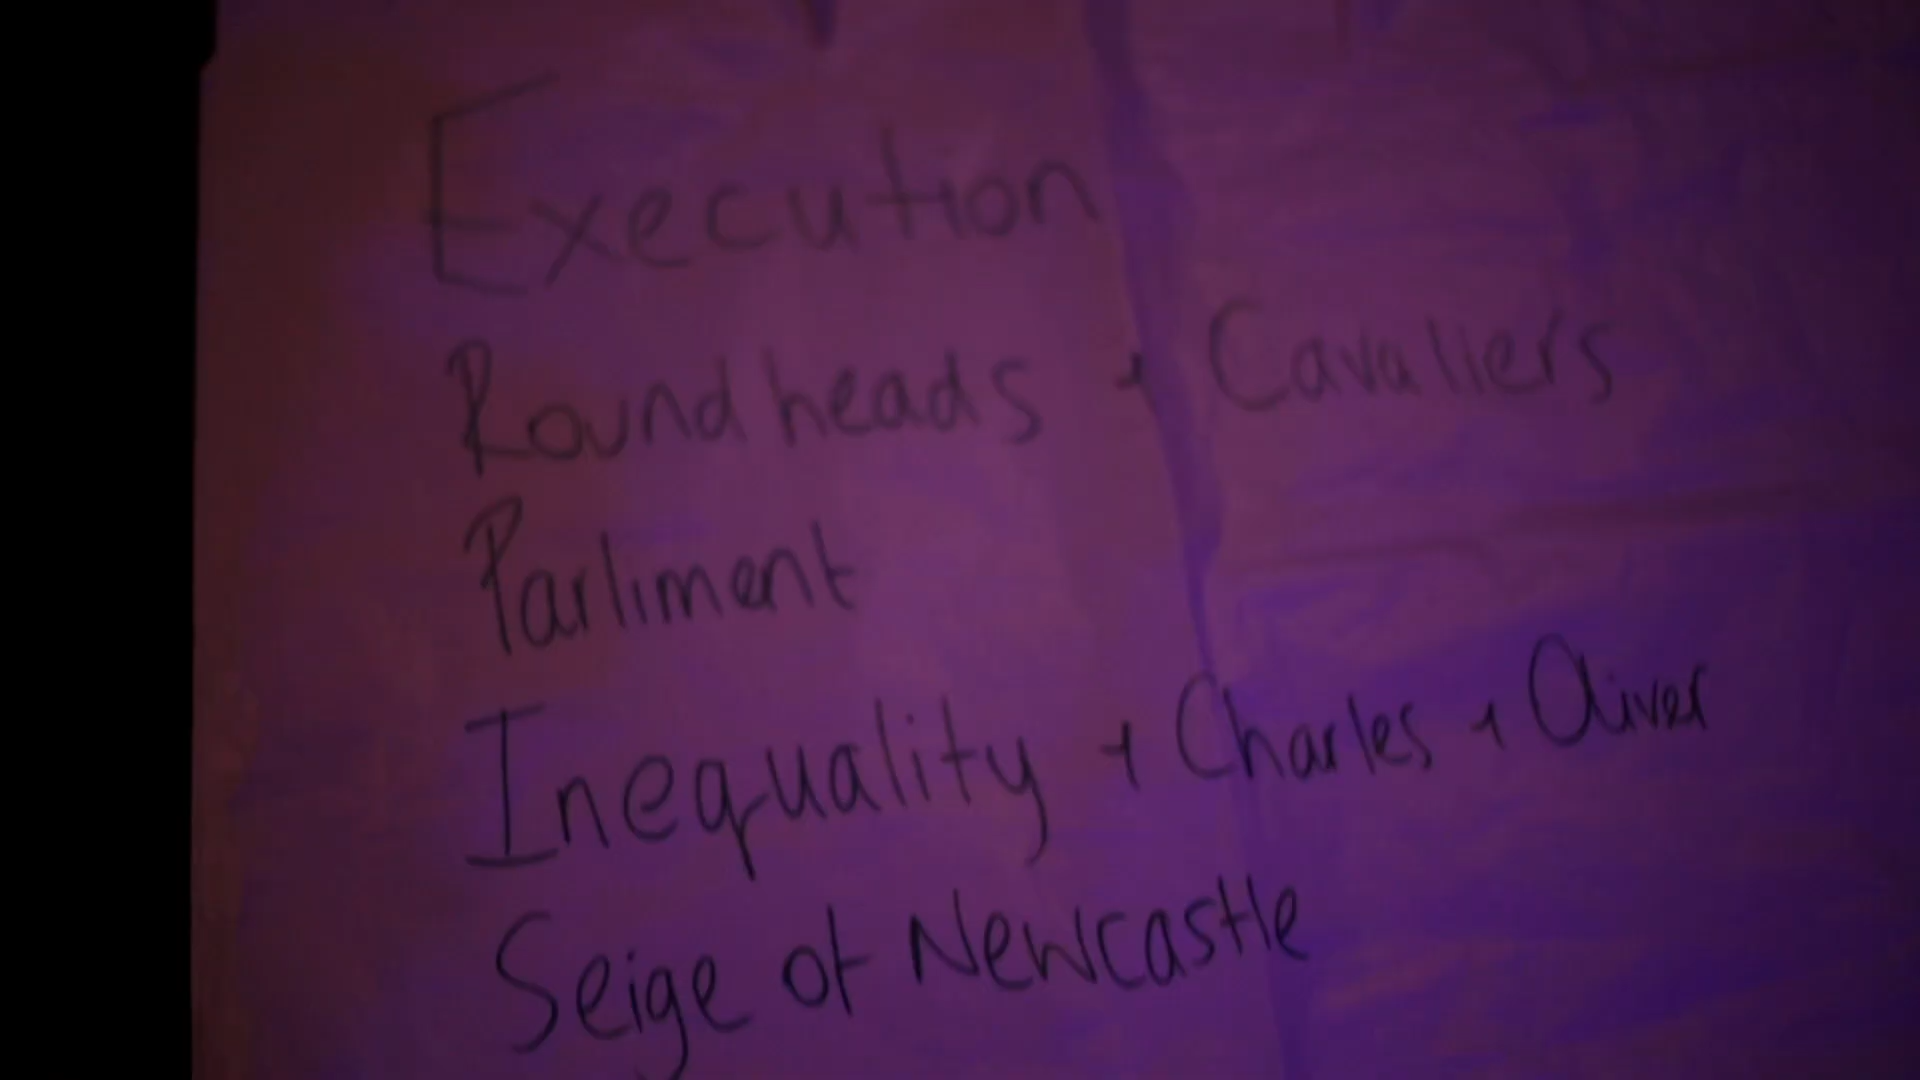 Execution
Roundheads + Cavaliers
Parliment
Inequality + Charles + Oliver
Seige of Newcastle